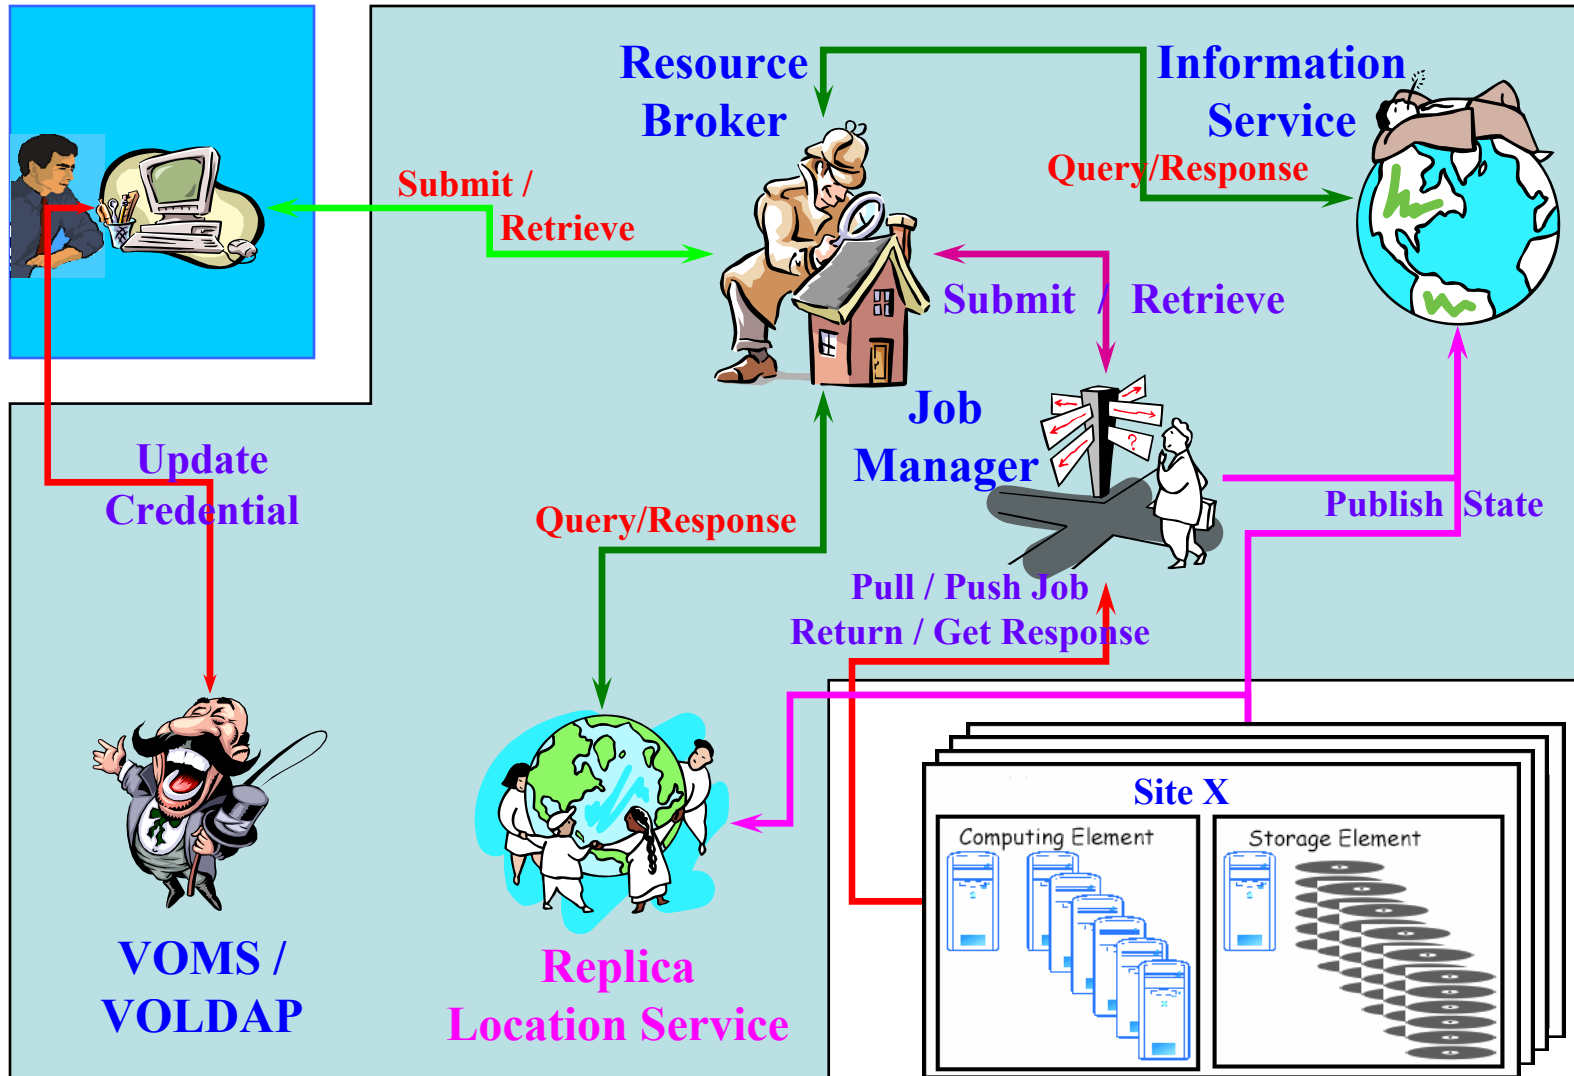 Resource
Broker
Information
Service
Query/Response
Submit /
Retrieve
Submit / Retrieve
Job
Manager
?
Update
Credential
Publish State
Query/Response
Pull / Push Job
Return / Get Response
Site X
Computing Element
Storage Element
VOMS /
VOLDAP
Replica
Location Service